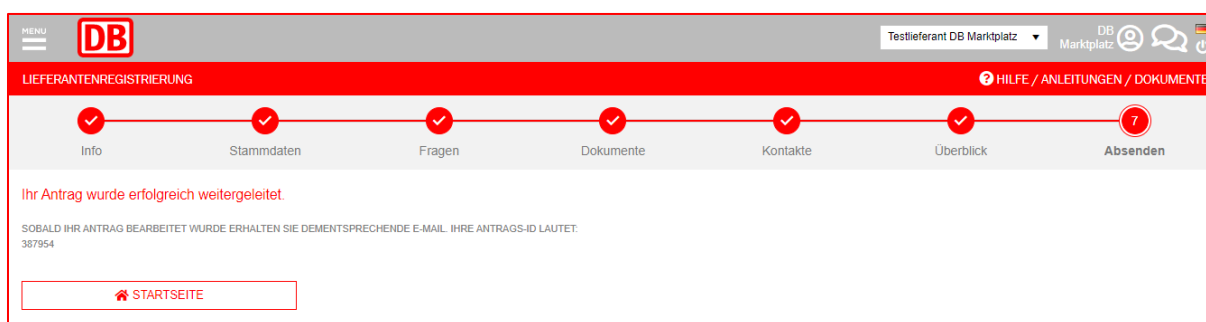 MENU
DB
Testlieferant DB Marktplatz
DB
Marktplatz
LIEFERANTENREGISTRIERUNG
? HILFE / ANLEITUNGEN / DOKUMENTE
7
Info
Stammdaten
Fragen
Dokumente
Kontakte
Überblick
Absenden
Ihr Antrag wurde erfolgreich weitergeleitet.
SOBALD IHR ANTRAG BEARBEITET WURDE ERHALTEN SIE DEMENTSPRECHENDE E-MAIL. IHRE ANTRAGS-ID LAUTET:
387954
STARTSEITE